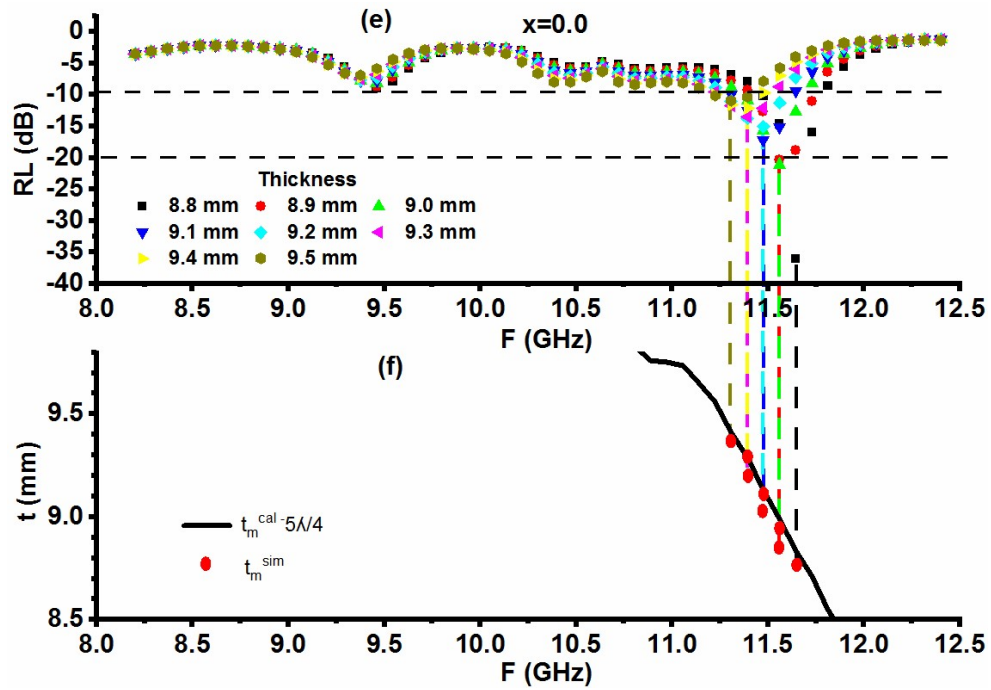 (e) x=0.0
RL (dB)
0
-5
-10
-15
-20
-25
-30
-35
-40
Thickness
8.8 mm 8.9 mm 9.0 mm
9.1 mm 9.2 mm 9.3 mm
9.4 mm 9.5 mm
8.0 8.5 9.0 9.5 10.0 10.5 11.0 11.5 12.0 12.5
F (GHz)
(f)
t (mm)
9.5
9.0
8.5
t_m^cal -5λ/4
t_m^sim
8.0 8.5 9.0 9.5 10.0 10.5 11.0 11.5 12.0 12.5
F (GHz)